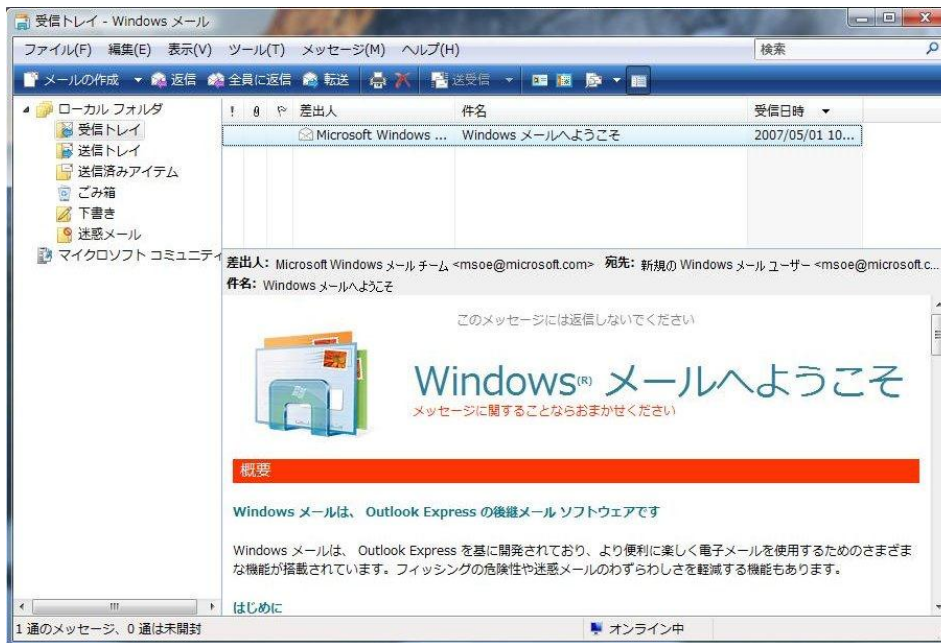 受信トレイ - Windows メール
ファイル(F) 編集(E) 表示(V) ツール(T) メッセージ(M) ヘルプ(H) 検索
メールの作成 返信 全員に返信 転送 送受信
ローカル フォルダ
受信トレイ
送信トレイ
送信済みアイテム
ごみ箱
下書き
迷惑メール
マイクロソフト コミュニティ
! 差出人 件名 受信日時
Microsoft Windows ... Windows メールへようこそ 2007/05/01 10...
差出人: Microsoft Windows メール チーム <msoe@microsoft.com> 宛先: 新規の Windows メール ユーザー <msoe@microsoft.c...
件名: Windows メールへようこそ
このメッセージには返信しないでください
Windows(R) メールへようこそ
メッセージに関することならおまかせください
概要
Windows メールは、 Outlook Express の後継メール ソフトウェアです
Windows メールは、 Outlook Express を基に開発されており、より便利に楽しく電子メールを使用するためのさまざま
な機能が搭載されています。フィッシングの危険性や迷惑メールのわずらわしさを軽減する機能もあります。
はじめに
1 通のメッセージ、0 通は未開封 オンライン中